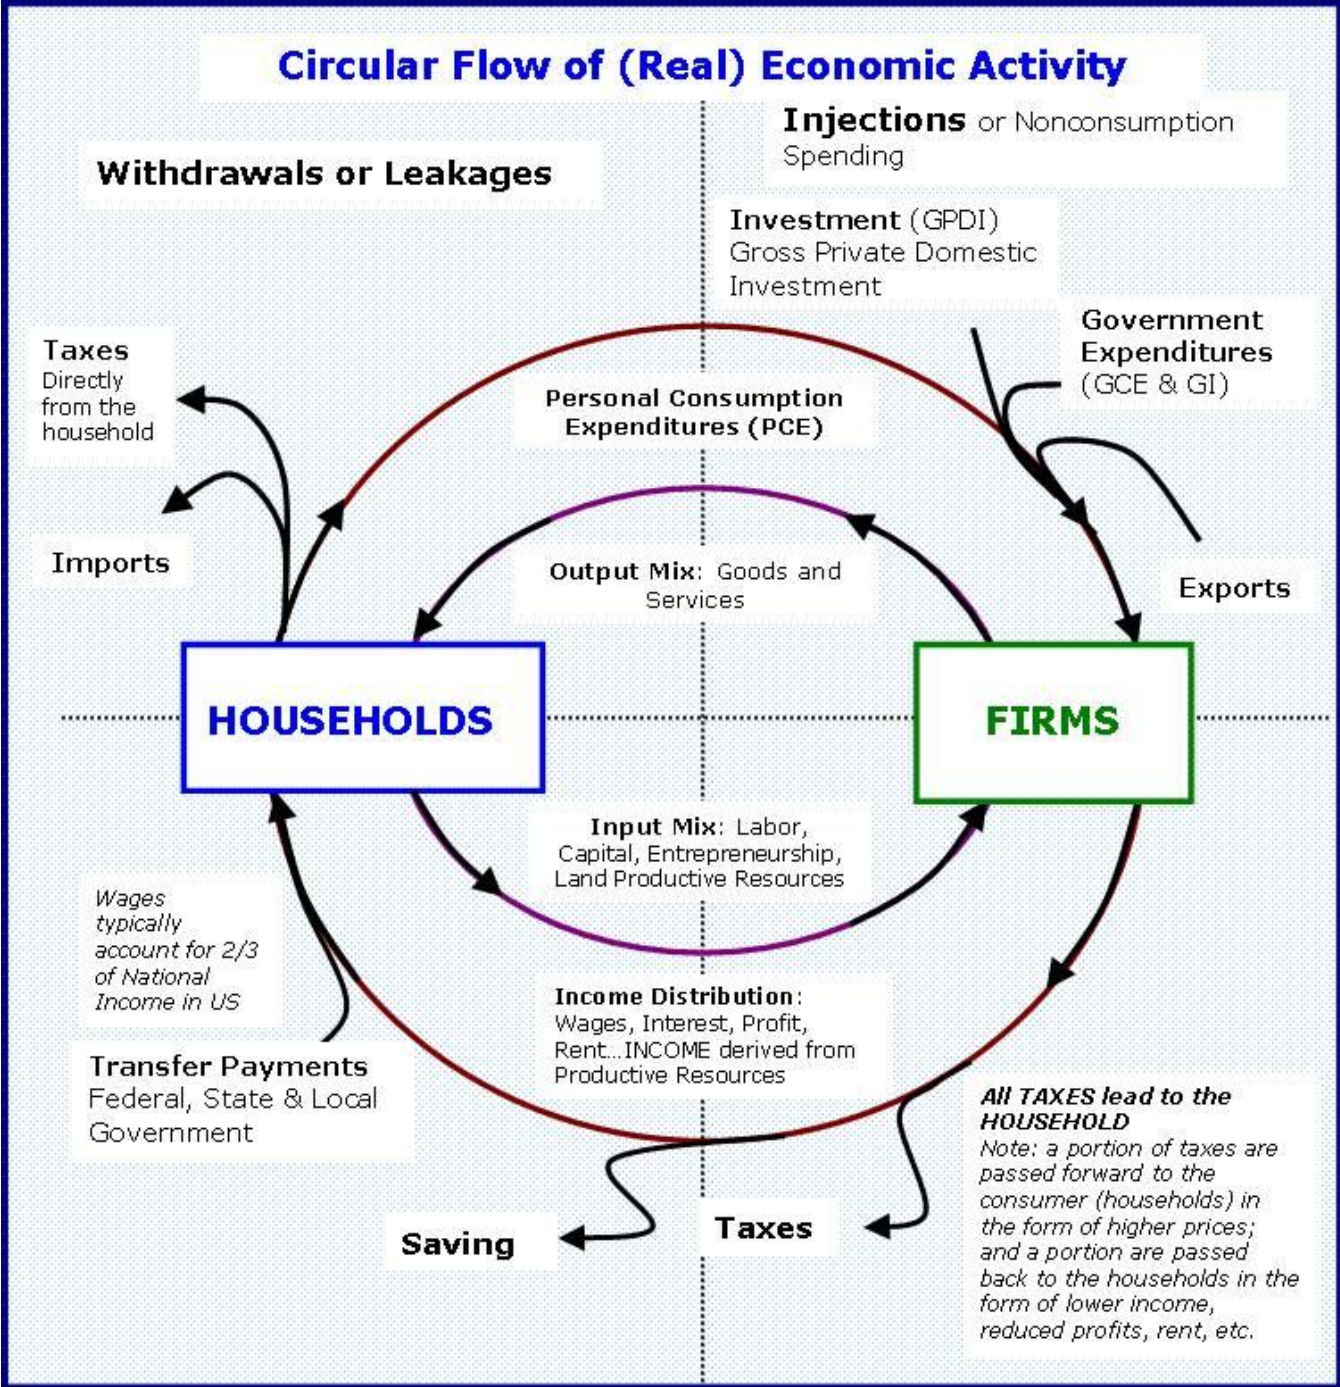 Circular Flow of (Real) Economic Activity
Injections or Nonconsumption
Spending
Withdrawals or Leakages
Investment (GPDI)
Gross Private Domestic
Investment
Government
Expenditures
(GCE & GI)
Taxes
Directly
from the
household
Personal Consumption
Expenditures (PCE)
Imports
Output Mix: Goods and
Services
Exports
HOUSEHOLDS
FIRMS
Input Mix: Labor,
Capital, Entrepreneurship,
Land Productive Resources
Wages
typically
account for 2/3
of National
Income in US
Income Distribution:
Wages, Interest, Profit,
Rent...INCOME derived from
Productive Resources
Transfer Payments
Federal, State & Local
Government
All TAXES lead to the
HOUSEHOLD
Note: a portion of taxes are
passed forward to the
consumer (households) in
the form of higher prices;
and a portion are passed
back to the households in the
form of lower income,
reduced profits, rent, etc.
Saving
Taxes